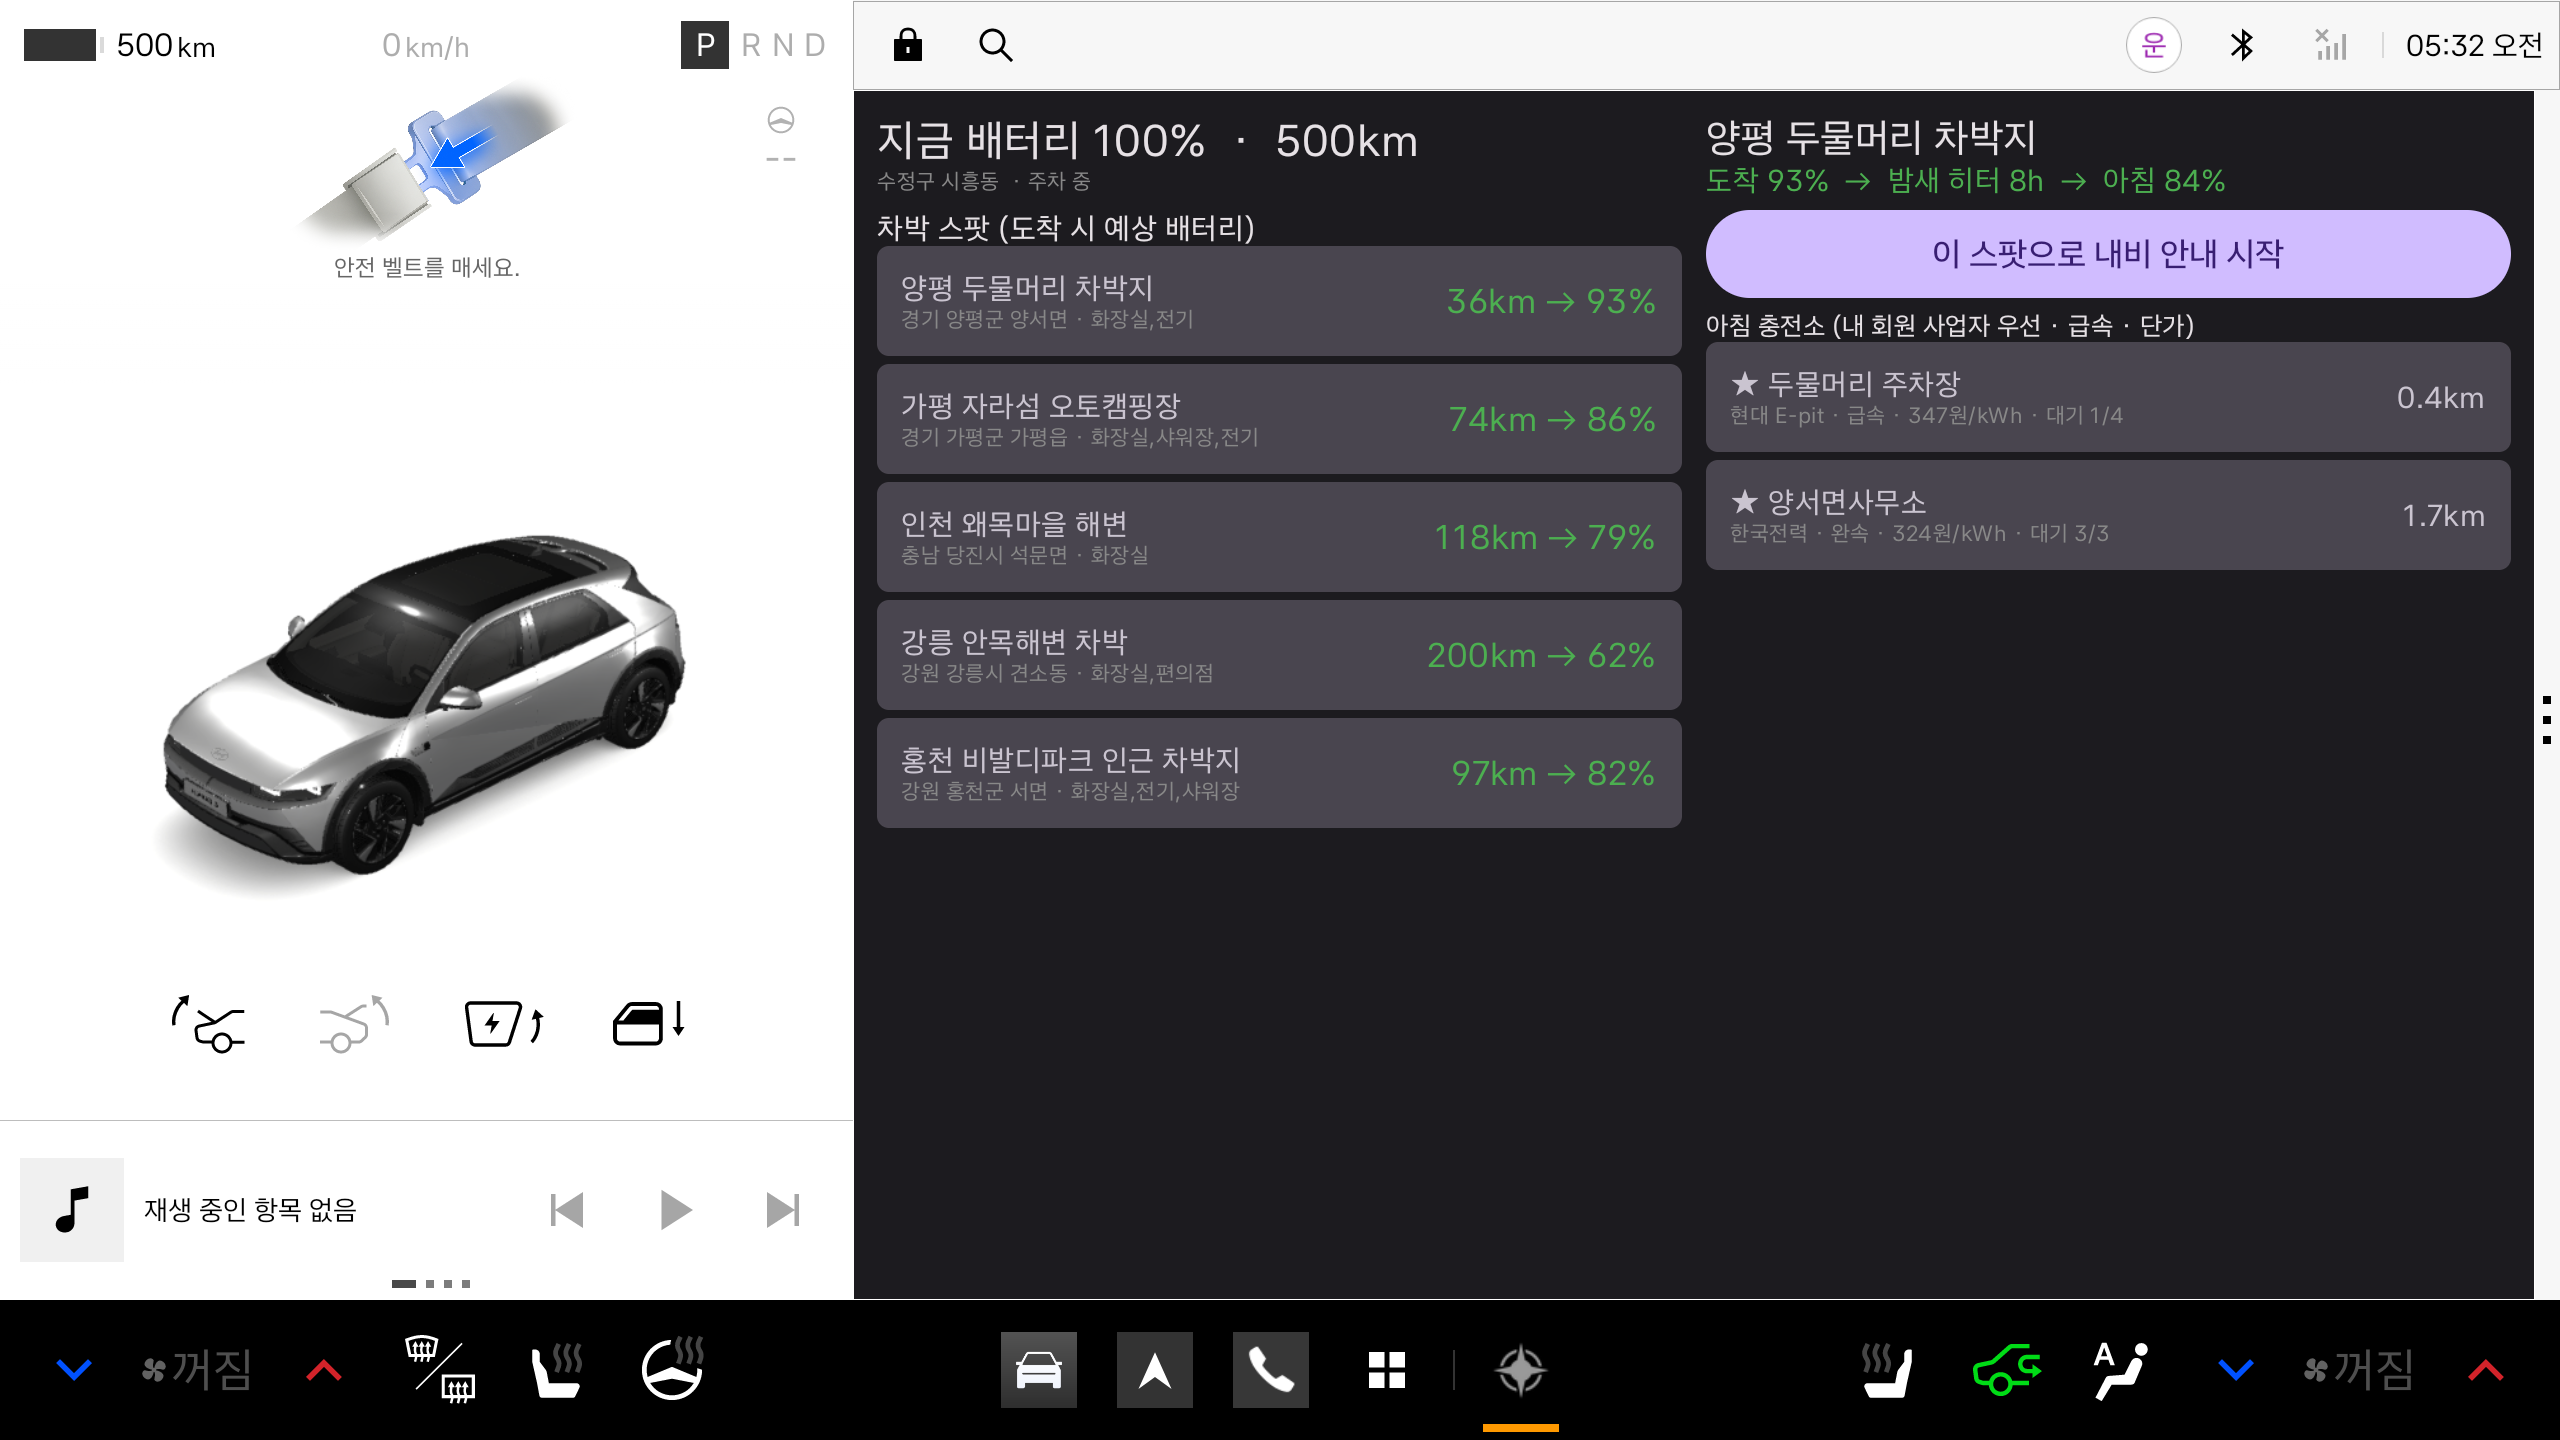 500 km
0 km/h
P R N D
안전 벨트를 매세요.
재생 중인 항목 없음
운
05:32 오전
지금 배터리 100% · 500km
수정구 시흥동 · 주차 중
차박 스팟 (도착 시 예상 배터리)
양평 두물머리 차박지
경기 양평군 양서면 · 화장실,전기
36km → 93%
가평 자라섬 오토캠핑장
경기 가평군 가평읍 · 화장실,샤워장,전기
74km → 86%
인천 왜목마을 해변
충남 당진시 석문면 · 화장실
118km → 79%
강릉 안목해변 차박
강원 강릉시 견소동 · 화장실,편의점
200km → 62%
홍천 비발디파크 인근 차박지
강원 홍천군 서면 · 화장실,전기,샤워장
97km → 82%
양평 두물머리 차박지
도착 93% → 밤새 히터 8h → 아침 84%
이 스팟으로 내비 안내 시작
아침 충전소 (내 회원 사업자 우선 · 급속 · 단가)
★ 두물머리 주차장
현대 E-pit · 급속 · 347원/kWh · 대기 1/4
0.4km
★ 양서면사무소
한국전력 · 완속 · 324원/kWh · 대기 3/3
1.7km
꺼짐
A
꺼짐